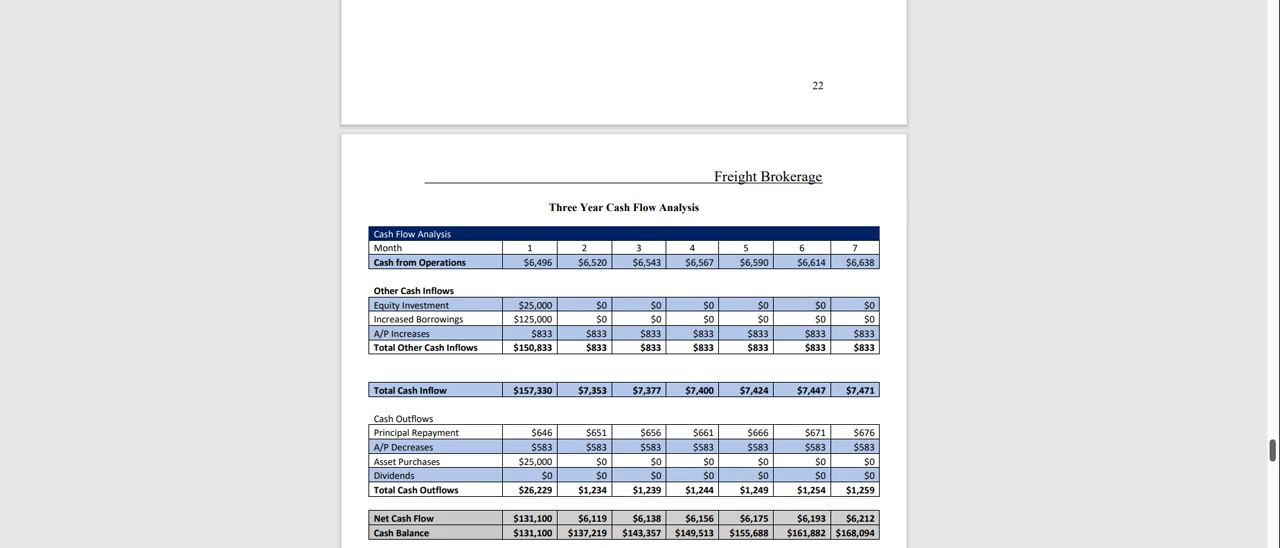 22
Freight Brokerage
Three Year Cash Flow Analysis
Cash Flow Analysis
Month 1 2 3 4 5 6 7
Cash from Operations $6,496 $6,520 $6,543 $6,567 $6,590 $6,614 $6,638
Other Cash Inflows
Equity Investment $25,000 $0 $0 $0 $0 $0 $0
Increased Borrowings $125,000 $0 $0 $0 $0 $0 $0
A/P Increases $833 $833 $833 $833 $833 $833 $833
Total Other Cash Inflows $150,833 $833 $833 $833 $833 $833 $833
Total Cash Inflow $157,330 $7,353 $7,377 $7,400 $7,424 $7,447 $7,471
Cash Outflows
Principal Repayment $646 $651 $656 $661 $666 $671 $676
A/P Decreases $583 $583 $583 $583 $583 $583 $583
Asset Purchases $25,000 $0 $0 $0 $0 $0 $0
Dividends $0 $0 $0 $0 $0 $0 $0
Total Cash Outflows $26,229 $1,234 $1,239 $1,244 $1,249 $1,254 $1,259
Net Cash Flow $131,100 $6,119 $6,138 $6,156 $6,175 $6,193 $6,212
Cash Balance $131,100 $137,219 $143,357 $149,513 $155,688 $161,882 $168,094